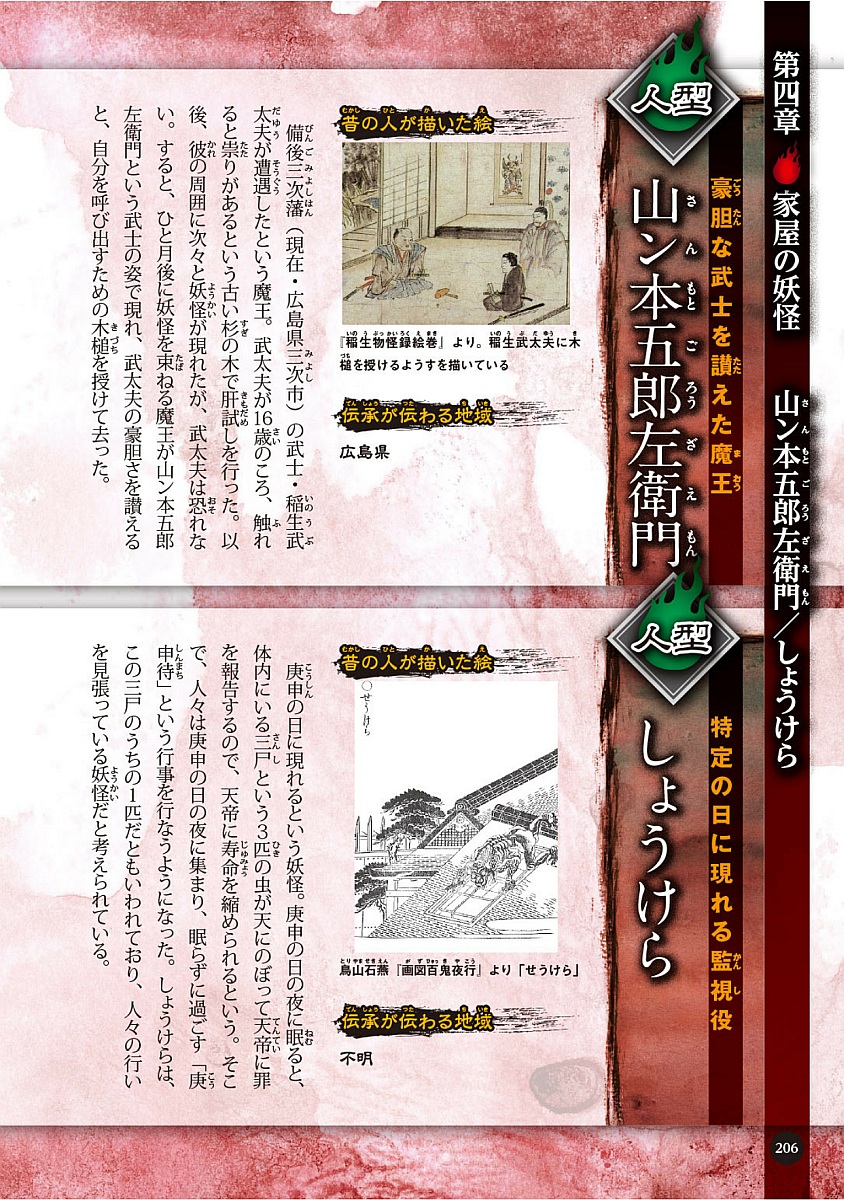 第四章 家屋の妖怪 山ン本五郎左衛門/しょうけら
人型
豪胆な武士を讃えた魔王
山ン本五郎左衛門
昔の人が描いた絵
『稲生物怪録絵巻』より。稲生武太夫に木
槌を授けるようすを描いている
伝承が伝わる地域
広島県
備後三次藩(現在・広島県三次市)の武士・稲生武
太夫が遭遇したという魔王。武太夫が16歳のころ、触れ
ると祟りがあるという古い杉の木で肝試しを行った。以
後、彼の周囲に次々と妖怪が現れたが、武太夫は恐れな
い。すると、ひと月後に妖怪を束ねる魔王が山ン本五郎
左衛門という武士の姿で現れ、武太夫の豪胆さを讃える
と、自分を呼び出すための木槌を授けて去った。
人型
特定の日に現れる監視役
しょうけら
昔の人が描いた絵
〇せうけら
鳥山石燕『画図百鬼夜行』より「せうけら」
伝承が伝わる地域
不明
庚申の日に現れるという妖怪。庚申の日の夜に眠ると、
体内にいる三尸という3匹の虫が天にのぼって天帝に罪
を報告するので、天帝に寿命を縮められるという。そこ
で、人々は庚申の日の夜に集まり、眠らずに過ごす「庚
申待」という行事を行なうようになった。しょうけらは、
この三尸のうちの1匹だともいわれており、人々の行い
を見張っている妖怪だと考えられている。
206